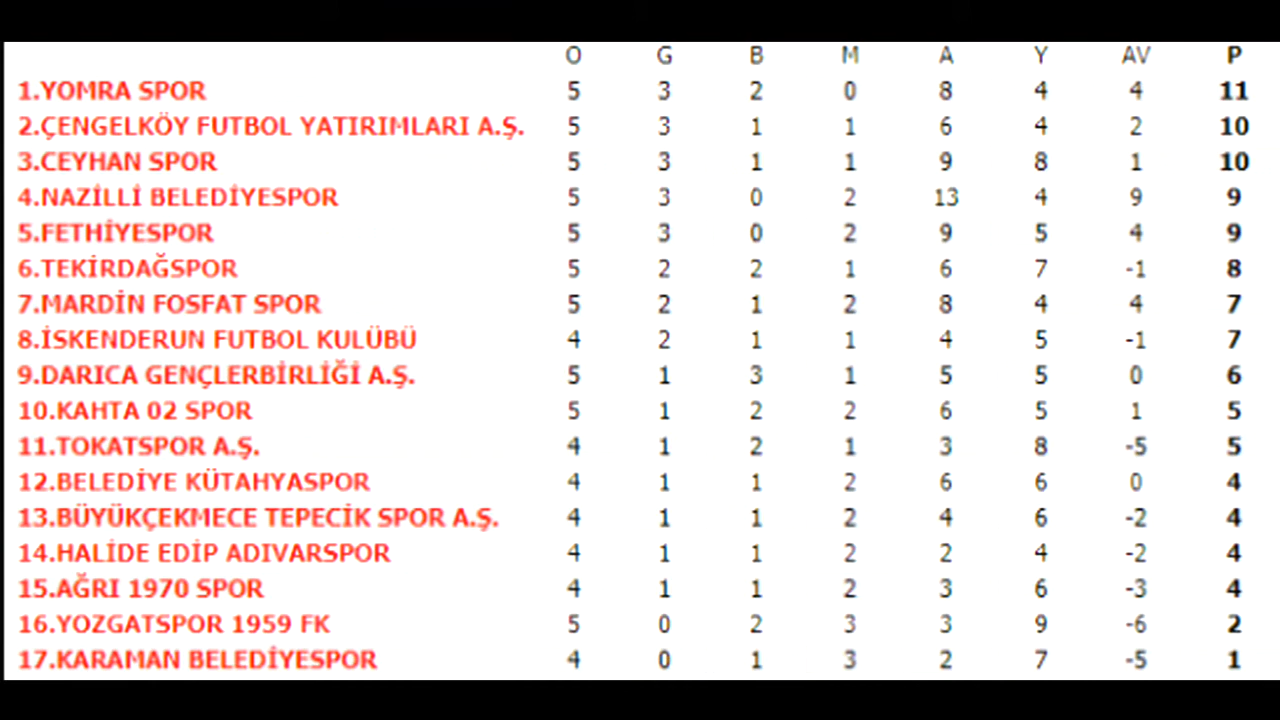 O G B M A Y AV P
1.YOMRA SPOR 5 3 2 0 8 4 4 11
2.ÇENGELKÖY FUTBOL YATIRIMLARI A.Ş. 5 3 1 1 6 4 2 10
3.CEYHAN SPOR 5 3 1 1 9 8 1 10
4.NAZİLLİ BELEDİYESPOR 5 3 0 2 13 4 9 9
5.FETHİYESPOR 5 3 0 2 9 5 4 9
6.TEKİRDAĞSPOR 5 2 2 1 6 7 -1 8
7.MARDİN FOSFAT SPOR 5 2 1 2 8 4 4 7
8.İSKENDERUN FUTBOL KULÜBÜ 4 2 1 1 4 5 -1 7
9.DARICA GENÇLERBİRLİĞİ A.Ş. 5 1 3 1 5 5 0 6
10.KAHTA 02 SPOR 5 1 2 2 6 5 1 5
11.TOKATSPOR A.Ş. 4 1 2 1 3 8 -5 5
12.BELEDİYE KÜTAHYASPOR 4 1 1 2 6 6 0 4
13.BÜYÜKÇEKMECE TEPECİK SPOR A.Ş. 4 1 1 2 4 6 -2 4
14.HALİDE EDİP ADIVARSPOR 4 1 1 2 2 4 -2 4
15.AĞRI 1970 SPOR 4 1 1 2 3 6 -3 4
16.YOZGATSPOR 1959 FK 5 0 2 3 3 9 -6 2
17.KARAMAN BELEDİYESPOR 4 0 1 3 2 7 -5 1